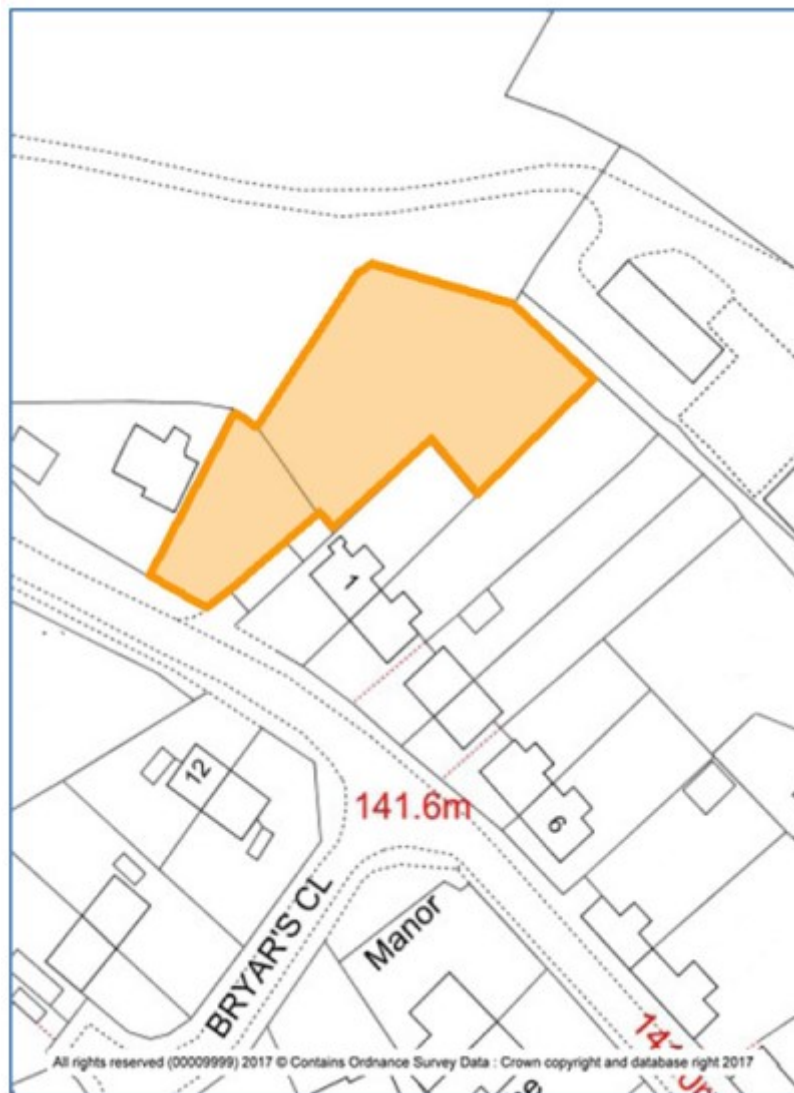 1
12
141.6m
6
BRYAR'S CL
Manor
All rights reserved (00009999) 2017 © Contains Ordnance Survey Data : Crown copyright and database right 2017